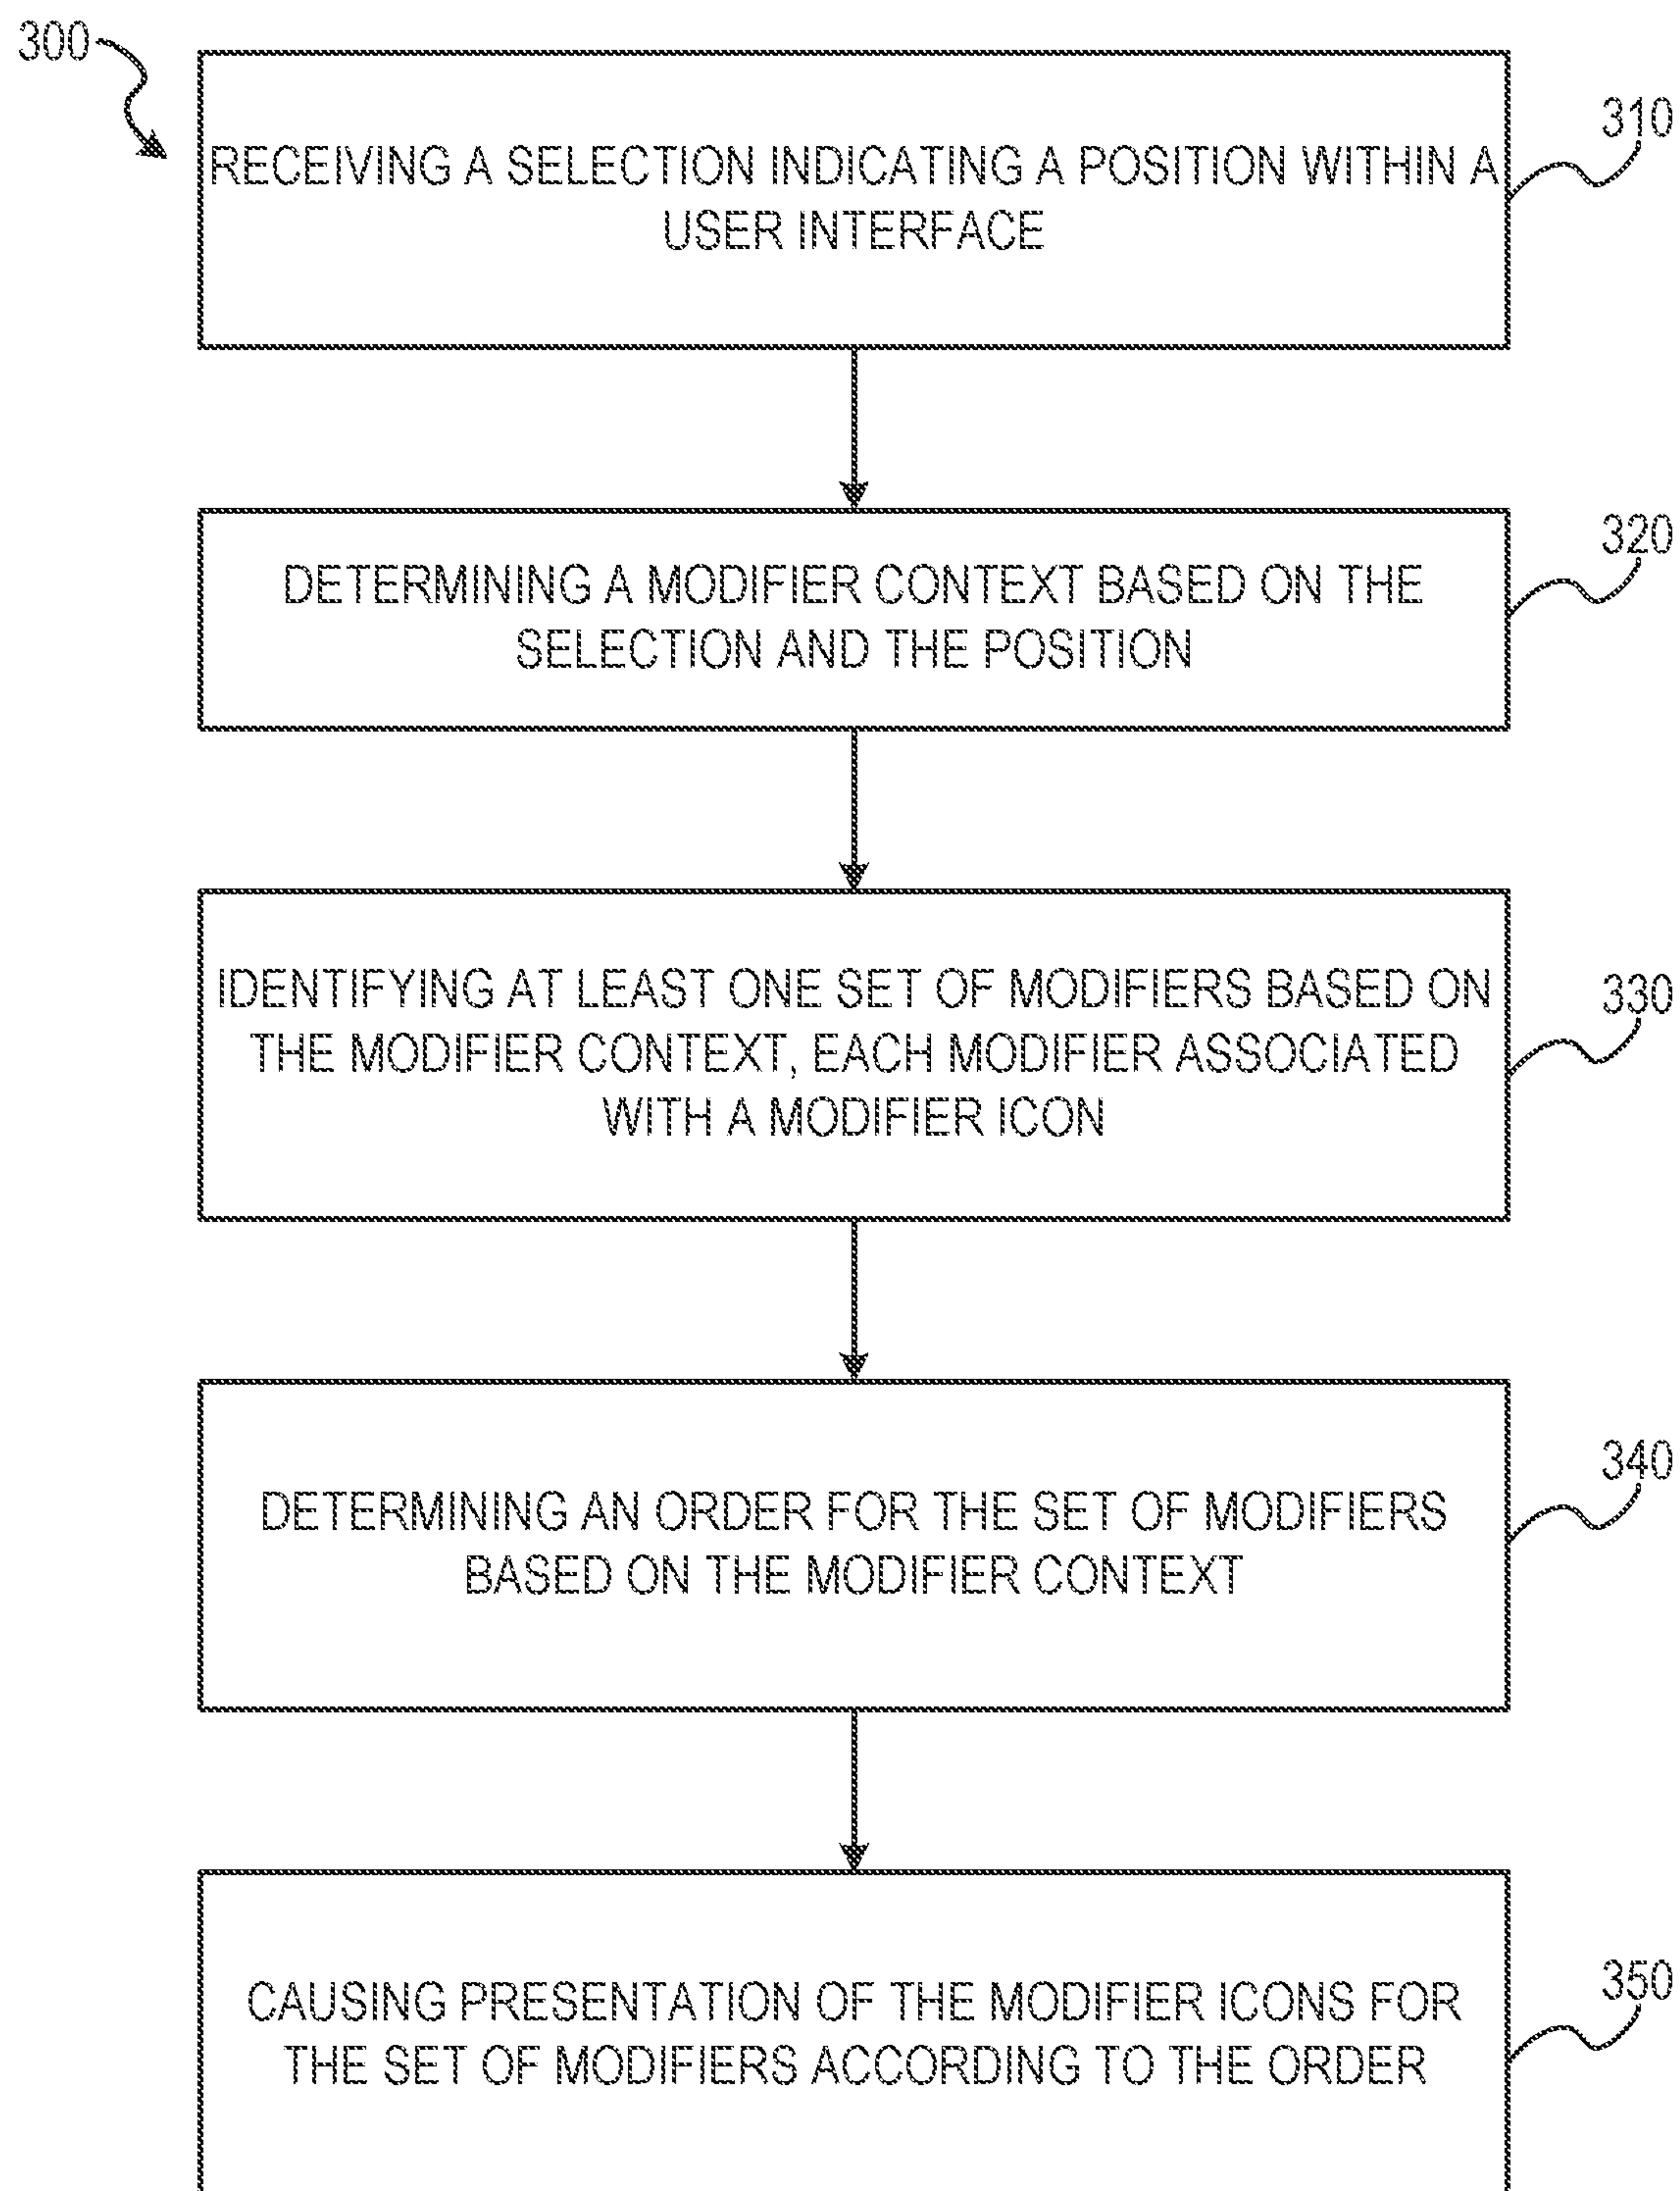 300
310
RECEIVING A SELECTION INDICATING A POSITION WITHIN A
USER INTERFACE
320
DETERMINING A MODIFIER CONTEXT BASED ON THE
SELECTION AND THE POSITION
330
IDENTIFYING AT LEAST ONE SET OF MODIFIERS BASED ON
THE MODIFIER CONTEXT, EACH MODIFIER ASSOCIATED
WITH A MODIFIER ICON
340
DETERMINING AN ORDER FOR THE SET OF MODIFIERS
BASED ON THE MODIFIER CONTEXT
350
CAUSING PRESENTATION OF THE MODIFIER ICONS FOR
THE SET OF MODIFIERS ACCORDING TO THE ORDER